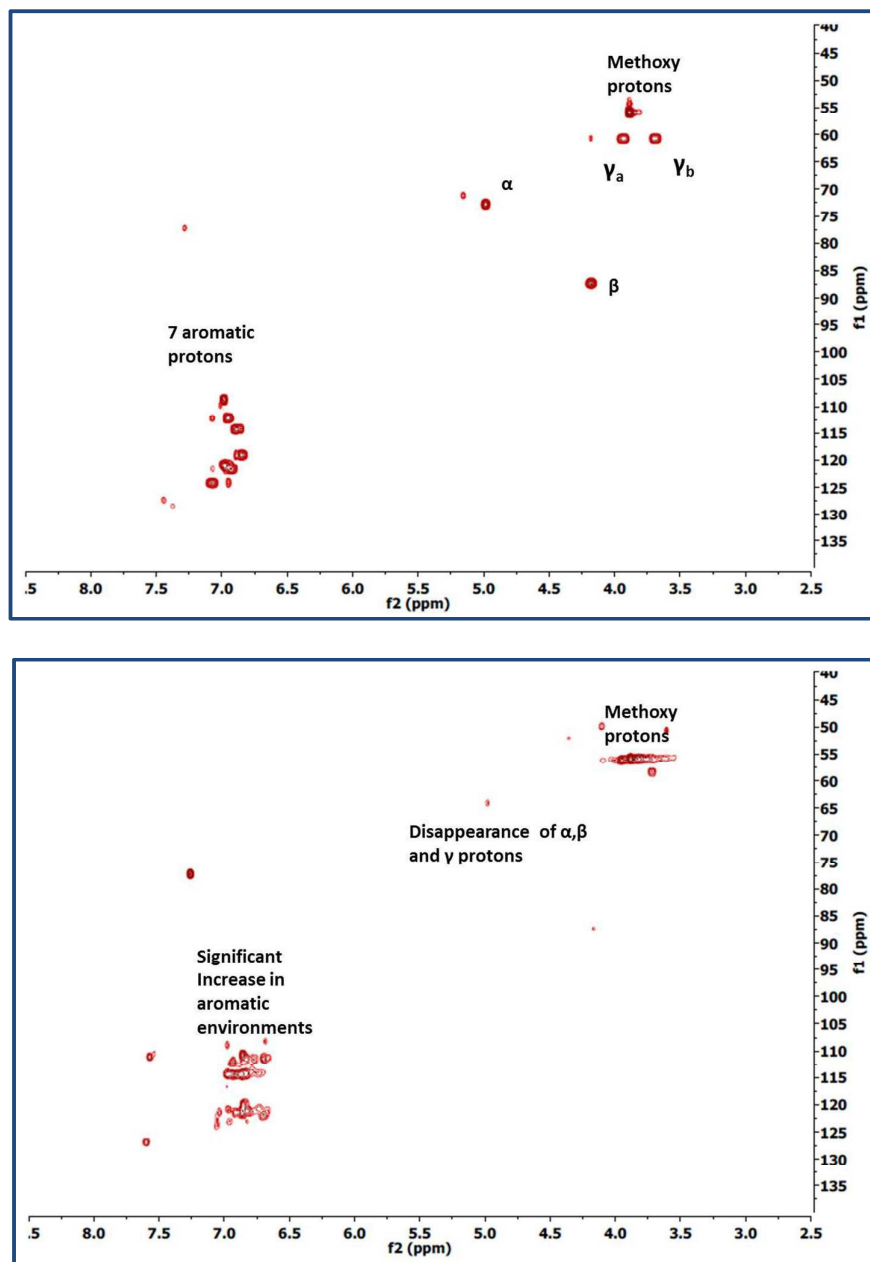 Methoxy
protons
γa
γb
α
β
7 aromatic
protons
40
45
50
55
60
65
70
75
80
85
90
95
100
105
110
115
120
125
130
135
f1 (ppm)
.5 8.0 7.5 7.0 6.5 6.0 5.5 5.0 4.5 4.0 3.5 3.0 2.5
f2 (ppm)
Methoxy
protons
Disappearance of α,β
and γ protons
Significant
Increase in
aromatic
environments
40
45
50
55
60
65
70
75
80
85
90
95
100
105
110
115
120
125
130
135
f1 (ppm)
.5 8.0 7.5 7.0 6.5 6.0 5.5 5.0 4.5 4.0 3.5 3.0 2.5
f2 (ppm)